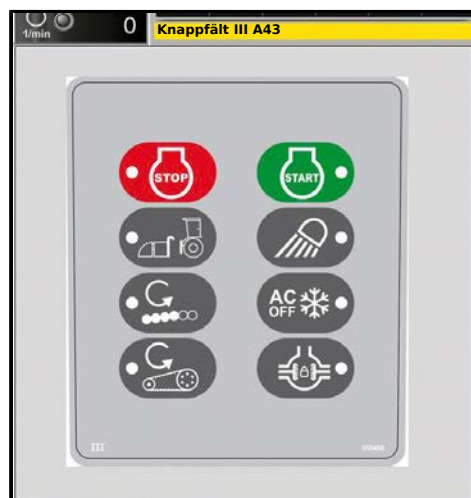 1/min
0
Knappfält III A43
STOP
START
AC
OFF
III